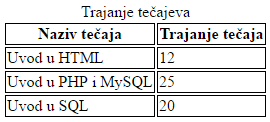 Trajanje tečajeva
Naziv tečaja Trajanje tečaja
Uvod u HTML 12
Uvod u PHP i MySQL 25
Uvod u SQL 20